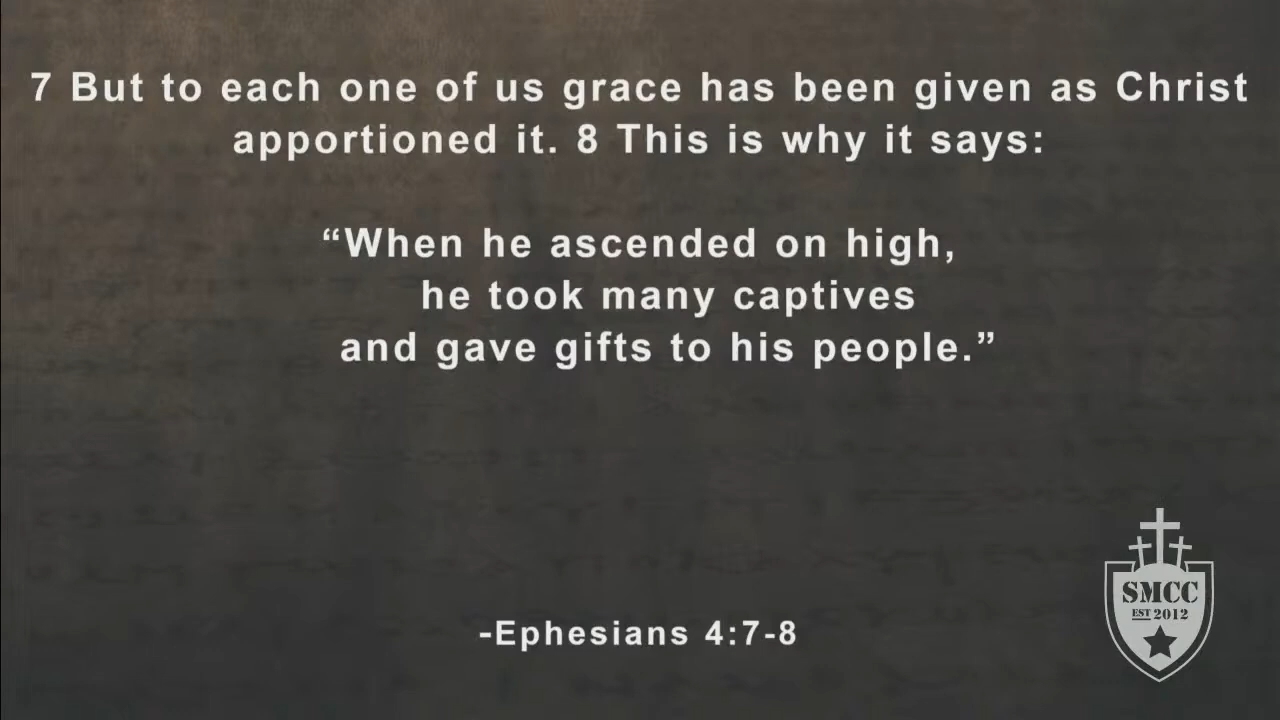 7 But to each one of us grace has been given as Christ
apportioned it. 8 This is why it says:
“When he ascended on high,
he took many captives
and gave gifts to his people.”
-Ephesians 4:7-8
SMCC
EST 2012